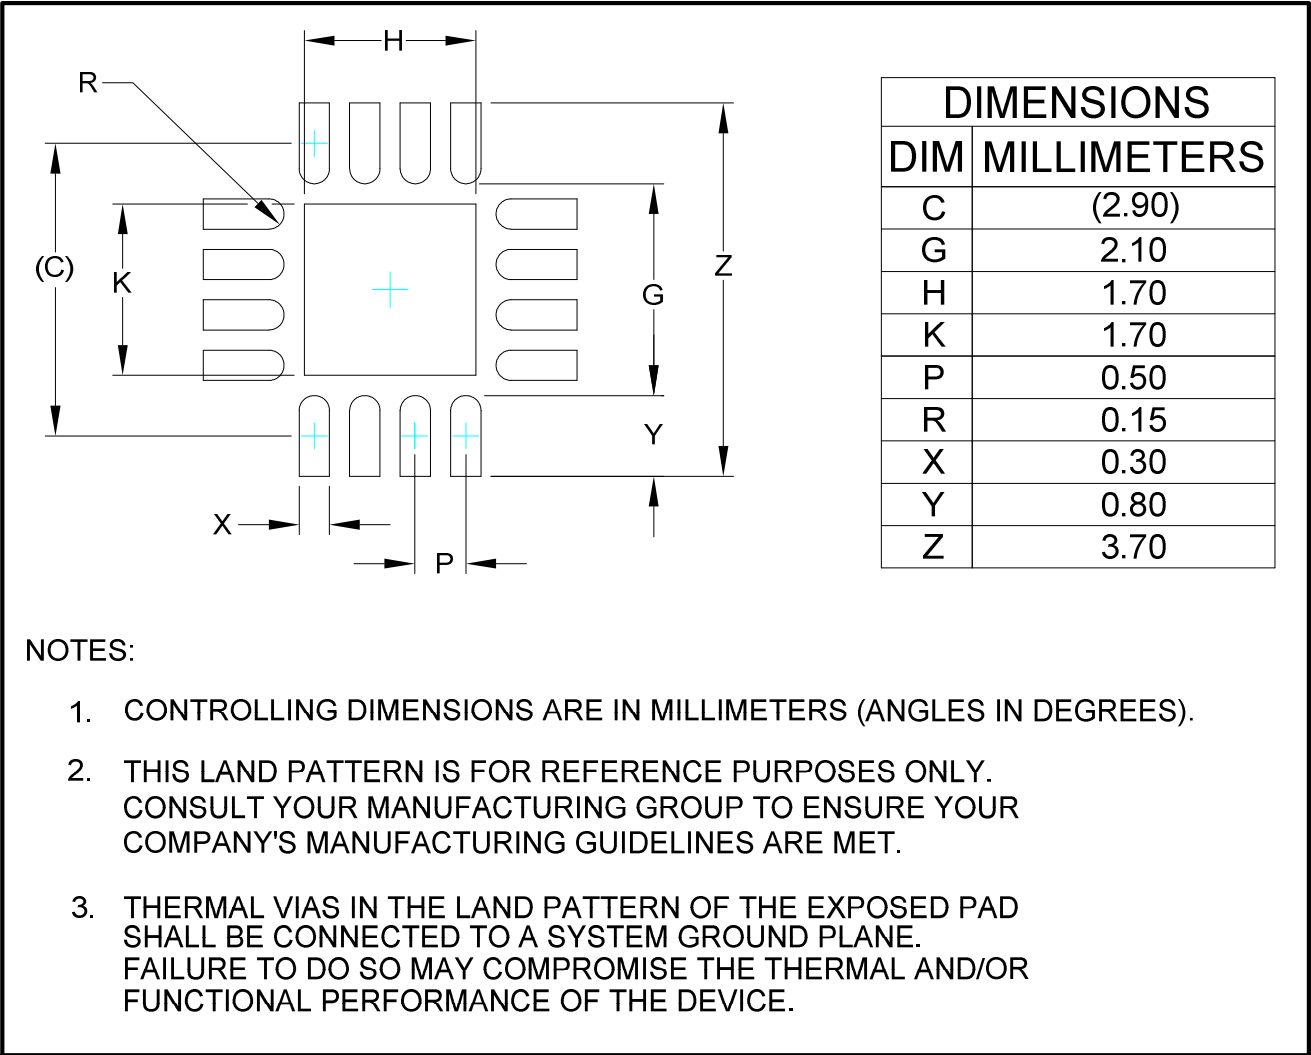 H
R
(C)
K
G
Z
Y
X
P
DIMENSIONS
DIM MILLIMETERS
C (2.90)
G 2.10
H 1.70
K 1.70
P 0.50
R 0.15
X 0.30
Y 0.80
Z 3.70
NOTES:
1. CONTROLLING DIMENSIONS ARE IN MILLIMETERS (ANGLES IN DEGREES).
2. THIS LAND PATTERN IS FOR REFERENCE PURPOSES ONLY.
CONSULT YOUR MANUFACTURING GROUP TO ENSURE YOUR
COMPANY'S MANUFACTURING GUIDELINES ARE MET.
3. THERMAL VIAS IN THE LAND PATTERN OF THE EXPOSED PAD
SHALL BE CONNECTED TO A SYSTEM GROUND PLANE.
FAILURE TO DO SO MAY COMPROMISE THE THERMAL AND/OR
FUNCTIONAL PERFORMANCE OF THE DEVICE.